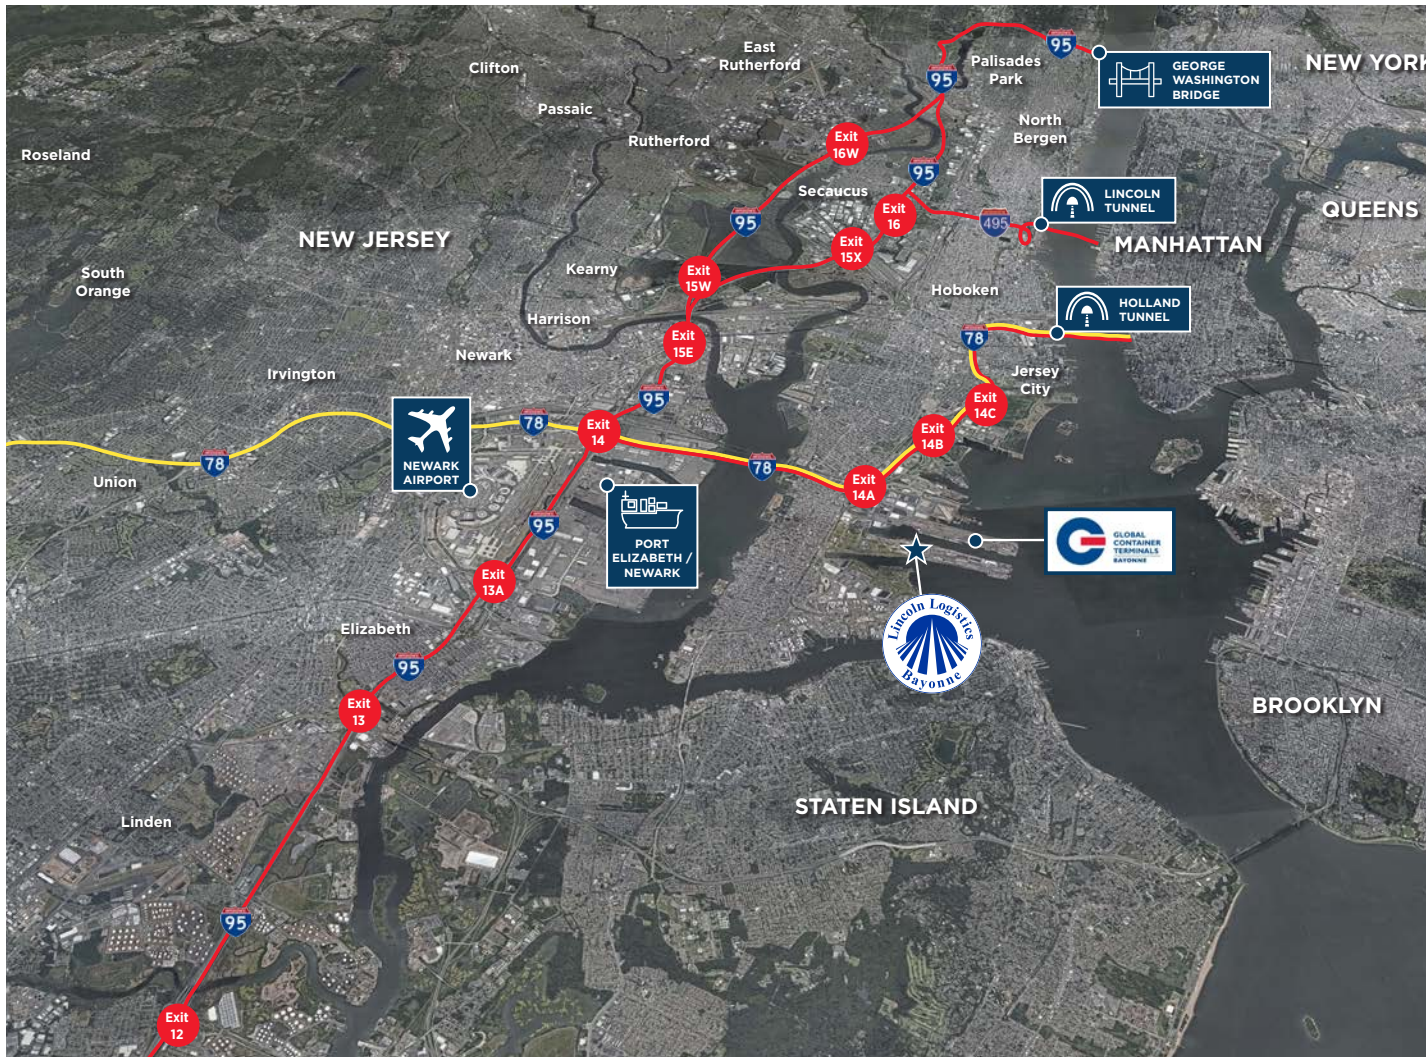 East
Rutherford
95
Palisades
Park
GEORGE
WASHINGTON
BRIDGE
NEW YORK
Clifton
95
Passaic
North
Bergen
Rutherford
Exit
16W
Roseland
95
Secaucus
LINCOLN
TUNNEL
Exit
16
QUEENS
95
495
NEW JERSEY
MANHATTAN
Exit
15X
Kearny
Exit
15W
South
Orange
Hoboken
HOLLAND
TUNNEL
Harrison
Exit
15E
78
Newark
Irvington
Jersey
City
95
Exit
14C
78
Exit
14
Exit
14B
NEWARK
AIRPORT
78
78
Union
Exit
14A
95
PORT
ELIZABETH /
NEWARK
GLOBAL
CONTAINER
TERMINALS
BAYONNE
Exit
13A
Elizabeth
Lincoln Logistics
Bayonne
95
Exit
13
BROOKLYN
STATEN ISLAND
Linden
95
Exit
12